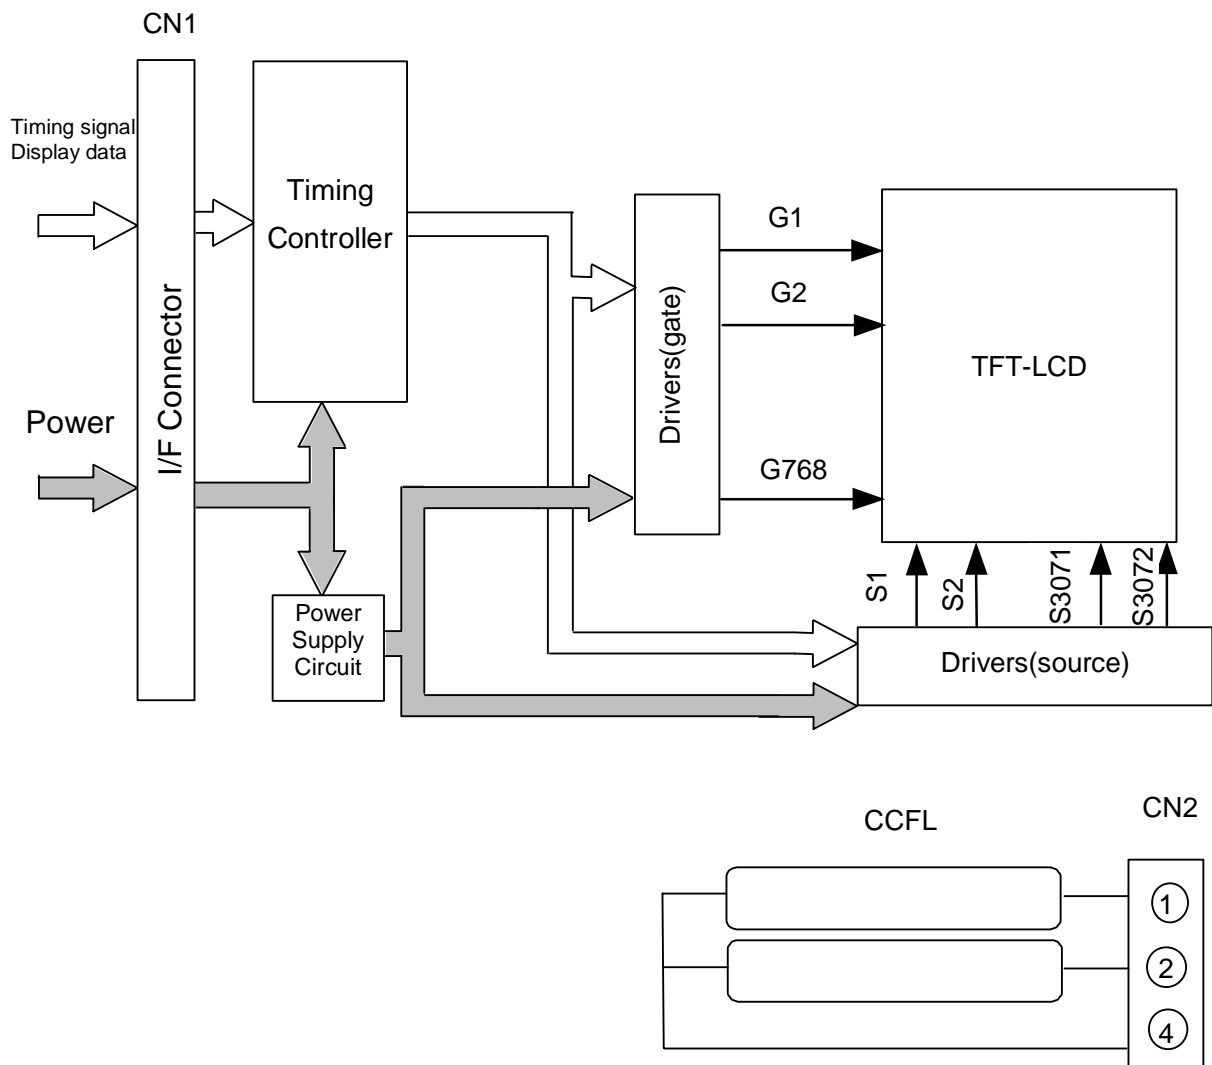 CN1
Timing signal
Display data
Timing
Controller
G1
G2
I/F Connector
Drivers(gate)
TFT-LCD
Power
G768
S1
S2
S3071
S3072
Power
Supply
Circuit
Drivers(source)
CCFL
CN2
1
2
4